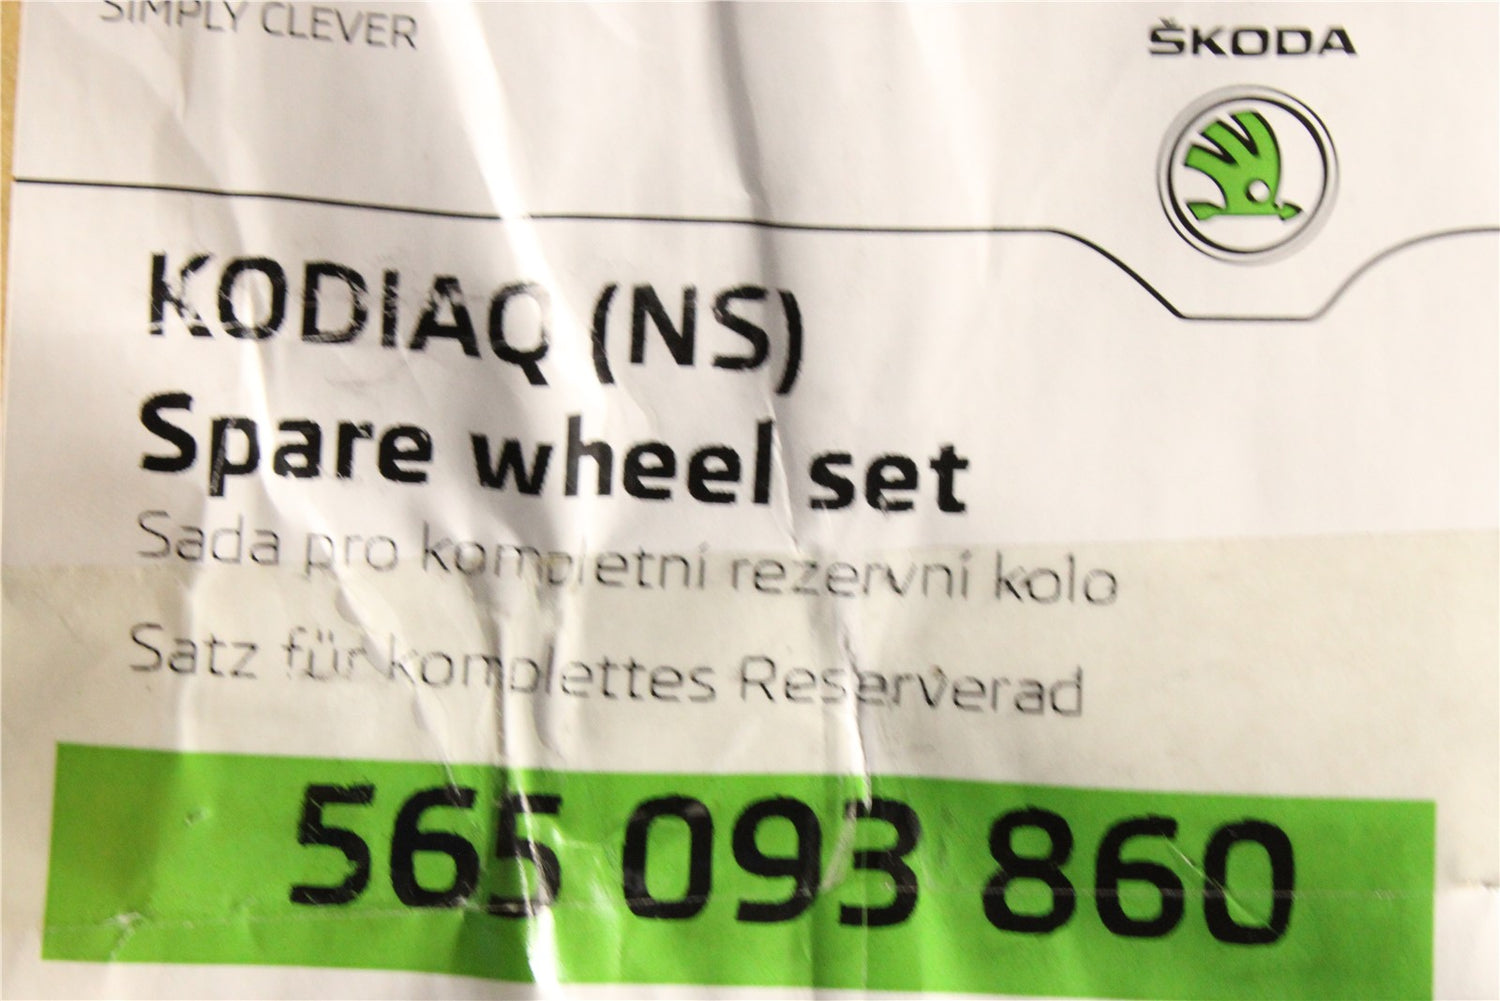 SIMPLY CLEVER
ŠKODA
KODIAQ (NS)
Spare wheel set
Sada pro kompletní rezervní kolo
Satz für komplettes Reserverad
565 093 860